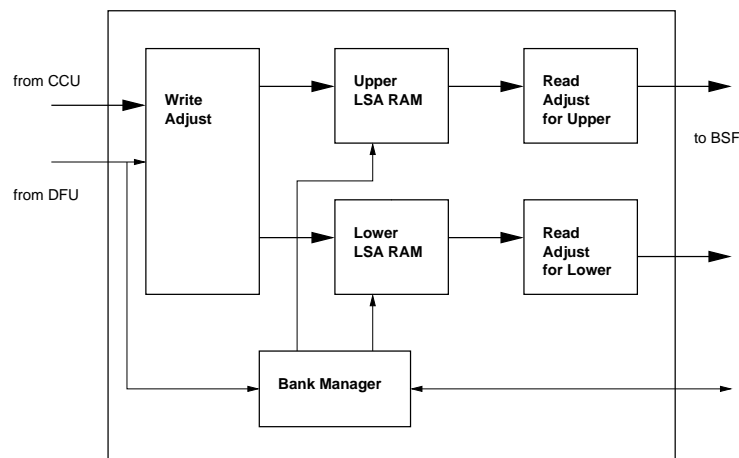 from CCU
from DFU
Write
Adjust
Upper
LSA RAM
Read
Adjust
for Upper
to BSF
Lower
LSA RAM
Read
Adjust
for Lower
Bank Manager